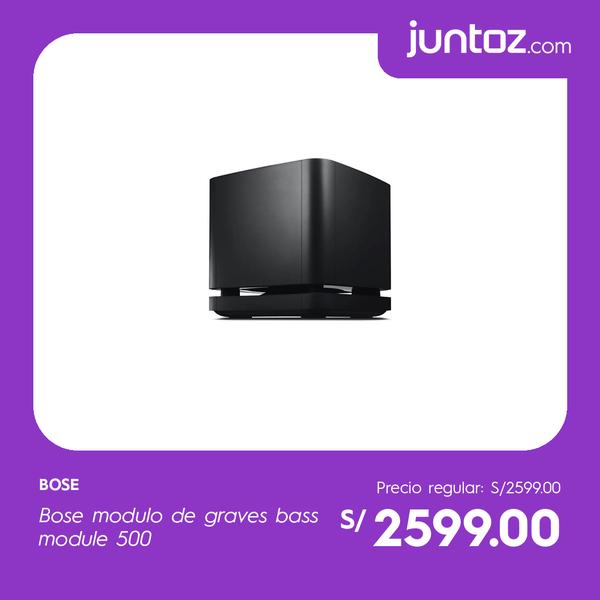 juntoz.com
BOSE
Bose modulo de graves bass
module 500
Precio regular: S/2599.00
S/ 2599.00